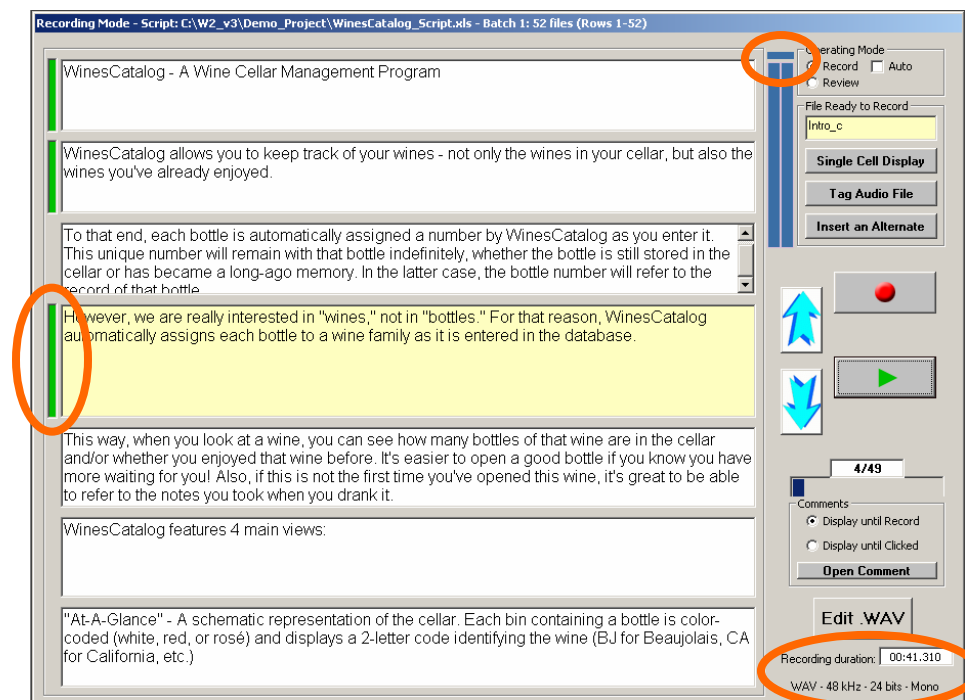 Recording Mode - Script: C:\W2_v3\Demo_Project\WinesCatalog_Script.xls - Batch 1: 52 files (Rows 1-52)
WinesCatalog - A Wine Cellar Management Program
WinesCatalog allows you to keep track of your wines - not only the wines in your cellar, but also the
wines you've already enjoyed.
To that end, each bottle is automatically assigned a number by WinesCatalog as you enter it.
This unique number will remain with that bottle indefinitely, whether the bottle is still stored in the
cellar or has became a long-ago memory. In the latter case, the bottle number will refer to the
record of that bottle
However, we are really interested in "wines," not in "bottles." For that reason, WinesCatalog
automatically assigns each bottle to a wine family as it is entered in the database.
This way, when you look at a wine, you can see how many bottles of that wine are in the cellar
and/or whether you enjoyed that wine before. It's easier to open a good bottle if you know you have
more waiting for you! Also, if this is not the first time you've opened this wine, it's great to be able
to refer to the notes you took when you drank it.
WinesCatalog features 4 main views:
"At-A-Glance" - A schematic representation of the cellar. Each bin containing a bottle is color-
coded (white, red, or rosé) and displays a 2-letter code identifying the wine (BJ for Beaujolais, CA
for California, etc.)
Operating Mode
Record Auto
Review
File Ready to Record
Intro_c
Single Cell Display
Tag Audio File
Insert an Alternate
4/49
Comments
Display until Record
Display until Clicked
Open Comment
Edit .WAV
Recording duration: 00:41.310
WAV - 48 kHz - 24 bits - Mono